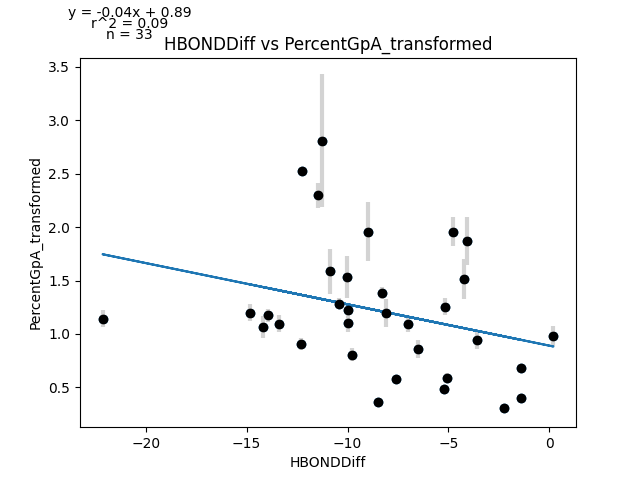 y = -0.04x + 0.89
r^2 = 0.09
n = 33
HBONDDiff vs PercentGpA_transformed
PercentGpA_transformed
3.5
3.0
2.5
2.0
1.5
1.0
0.5
−20
−15
−10
−5
0
HBONDDiff